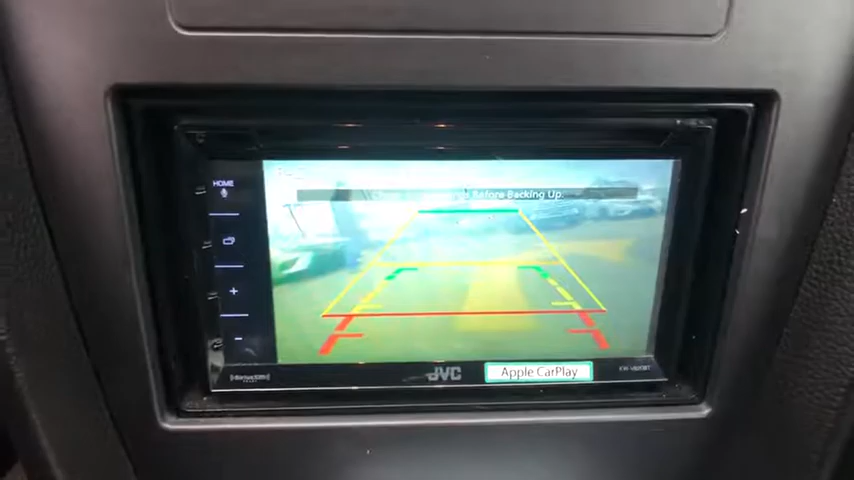 HOME
Before Backing Up.
+
-
SiriusXM
JVC
Apple CarPlay